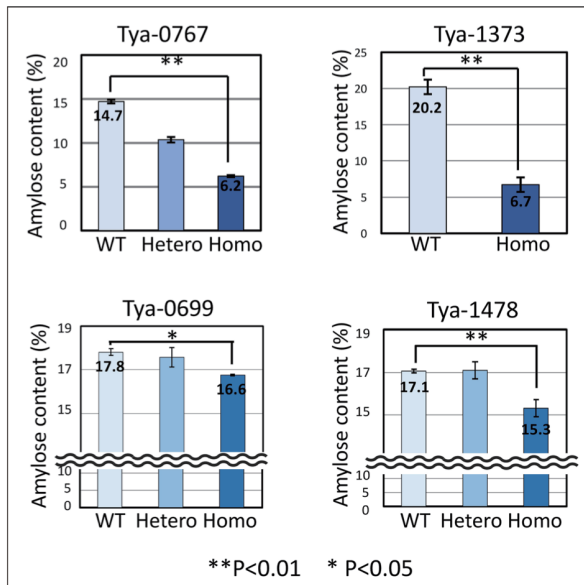 Tya-0767
Amylose content (%)
20
15
10
5
0
**
14.7
6.2
WT Hetero Homo
Tya-1373
Amylose content (%)
25
20
15
10
5
0
**
20.2
6.7
WT Homo
Tya-0699
Amylose content (%)
19
17
15
10
5
0
*
17.8
16.6
WT Hetero Homo
Tya-1478
Amylose content (%)
19
17
15
10
5
0
**
17.1
15.3
WT Hetero Homo
**P<0.01 * P<0.05